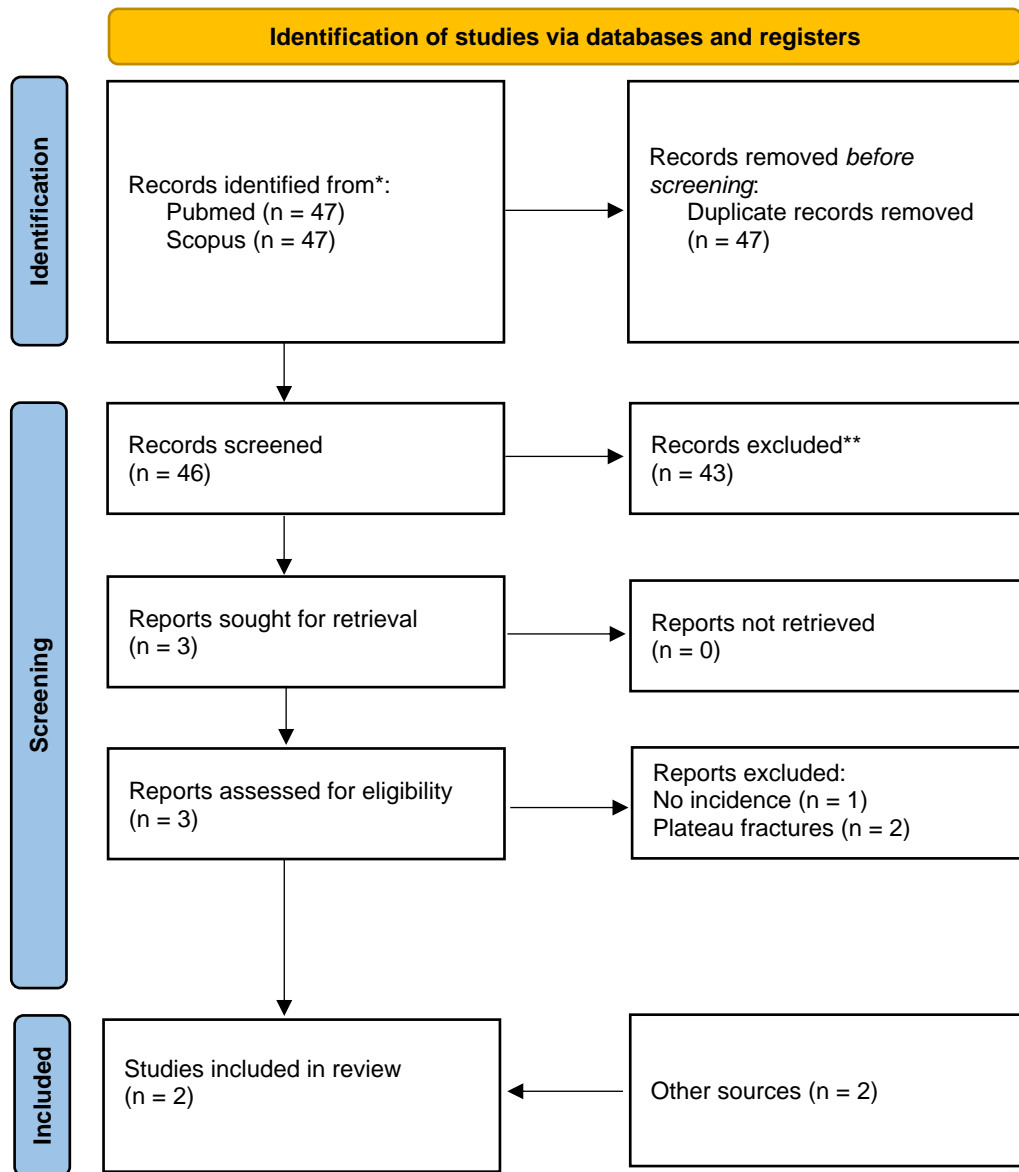 Identification of studies via databases and registers
Identification
Records identified from*:
Pubmed (n = 47)
Scopus (n = 47)
Records removed before
screening:
Duplicate records removed
(n = 47)
Screening
Records screened
(n = 46)
Records excluded**
(n = 43)
Reports sought for retrieval
(n = 3)
Reports not retrieved
(n = 0)
Reports assessed for eligibility
(n = 3)
Reports excluded:
No incidence (n = 1)
Plateau fractures (n = 2)
Included
Studies included in review
(n = 2)
Other sources (n = 2)